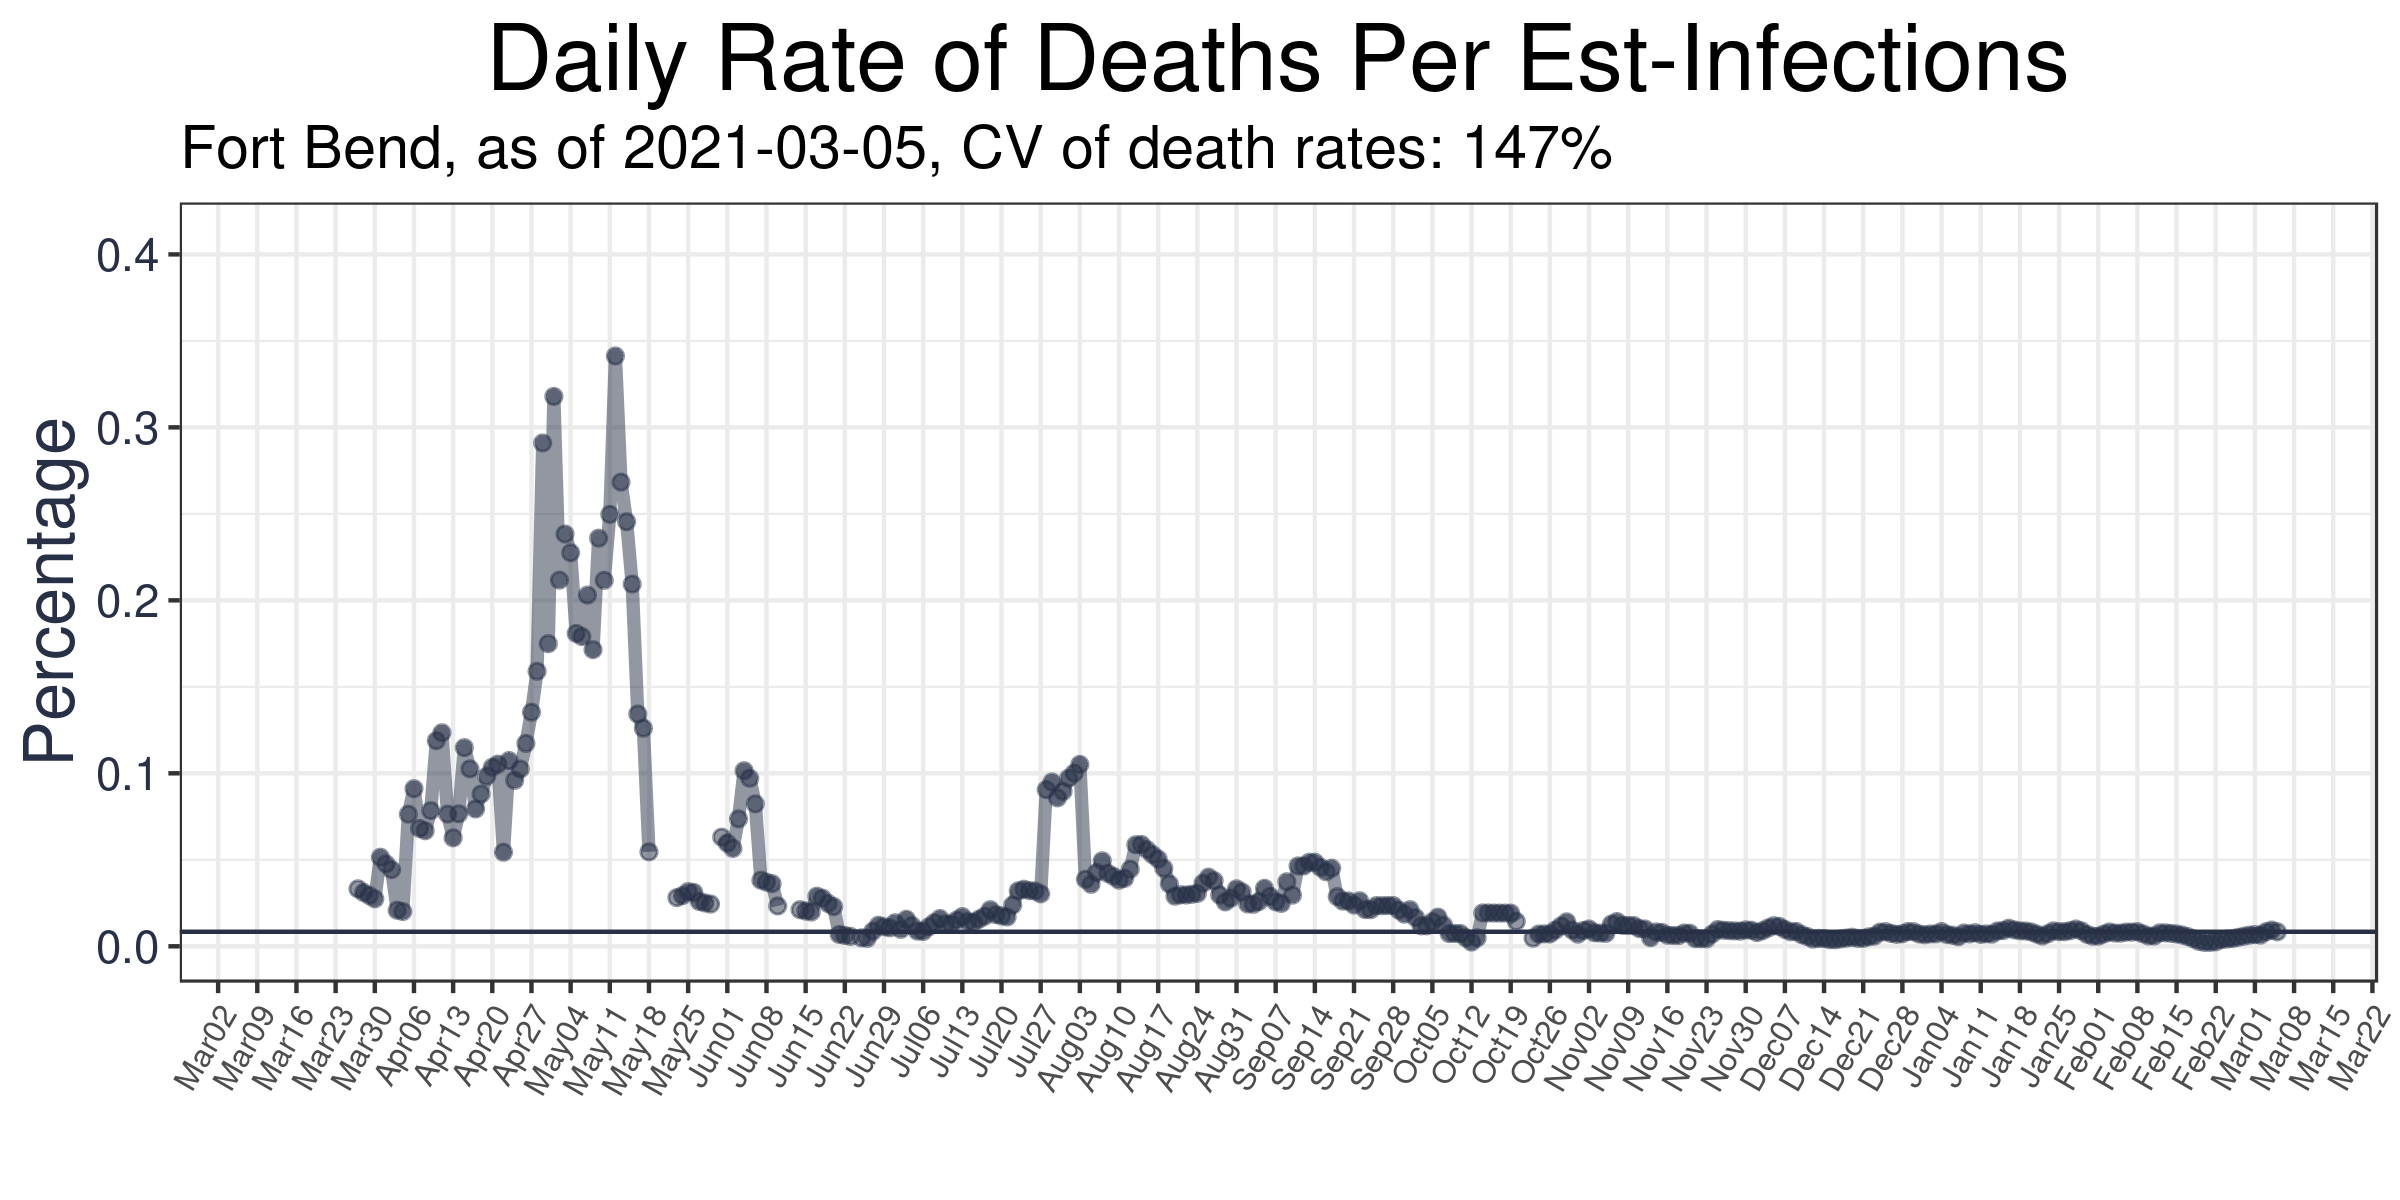 Daily Rate of Deaths Per Est-Infections
Fort Bend, as of 2021-03-05, CV of death rates: 147%
Percentage
0.4
0.3
0.2
0.1
0.0
Mar02
Mar09
Mar16
Mar23
Mar30
Apr06
Apr13
Apr20
Apr27
May04
May11
May18
May25
Jun01
Jun08
Jun15
Jun22
Jun29
Jul06
Jul13
Jul20
Jul27
Aug03
Aug10
Aug17
Aug24
Aug31
Sep07
Sep14
Sep21
Sep28
Oct05
Oct12
Oct19
Oct26
Nov02
Nov09
Nov16
Nov23
Nov30
Dec07
Dec14
Dec21
Dec28
Jan04
Jan11
Jan18
Jan25
Feb01
Feb08
Feb15
Feb22
Mar01
Mar08
Mar15
Mar22